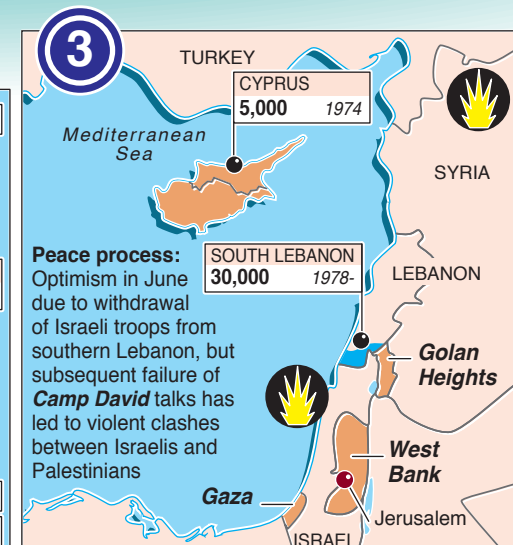 3
TURKEY
CYPRUS
5,000 1974
Mediterranean
Sea
SYRIA
Peace process:
Optimism in June
due to withdrawal
of Israeli troops from
southern Lebanon, but
subsequent failure of
Camp David talks has
led to violent clashes
between Israelis and
Palestinians
SOUTH LEBANON
30,000 1978-
LEBANON
Golan
Heights
West
Bank
Gaza
Jerusalem
ISRAEL